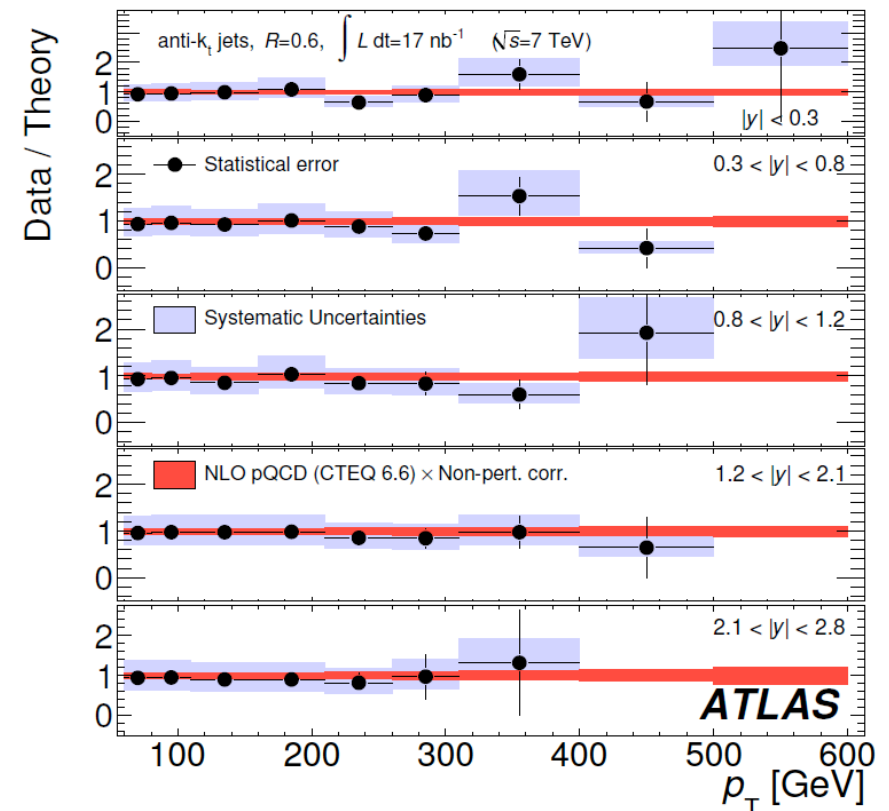 anti-kt jets, R=0.6, ∫ L dt=17 nb⁻¹ (√s=7 TeV)
Data / Theory
2
1
0
|y| < 0.3
Statistical error
0.3 < |y| < 0.8
2
1
0
Systematic Uncertainties
0.8 < |y| < 1.2
2
1
0
NLO pQCD (CTEQ 6.6) × Non-pert. corr.
1.2 < |y| < 2.1
2
1
0
2.1 < |y| < 2.8
2
1
0
ATLAS
100 200 300 400 500 600
pT [GeV]